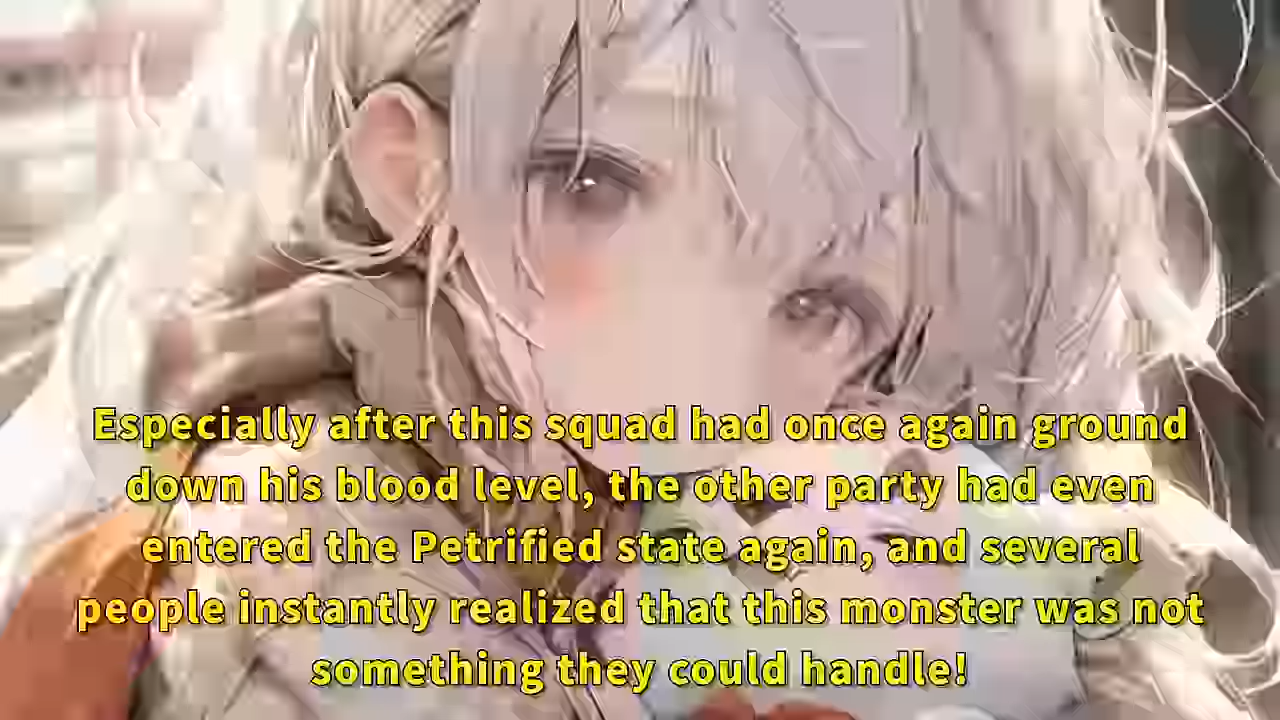 Especially after this squad had once again ground
down his blood level, the other party had even
entered the Petrified state again, and several
people instantly realized that this monster was not
something they could handle!